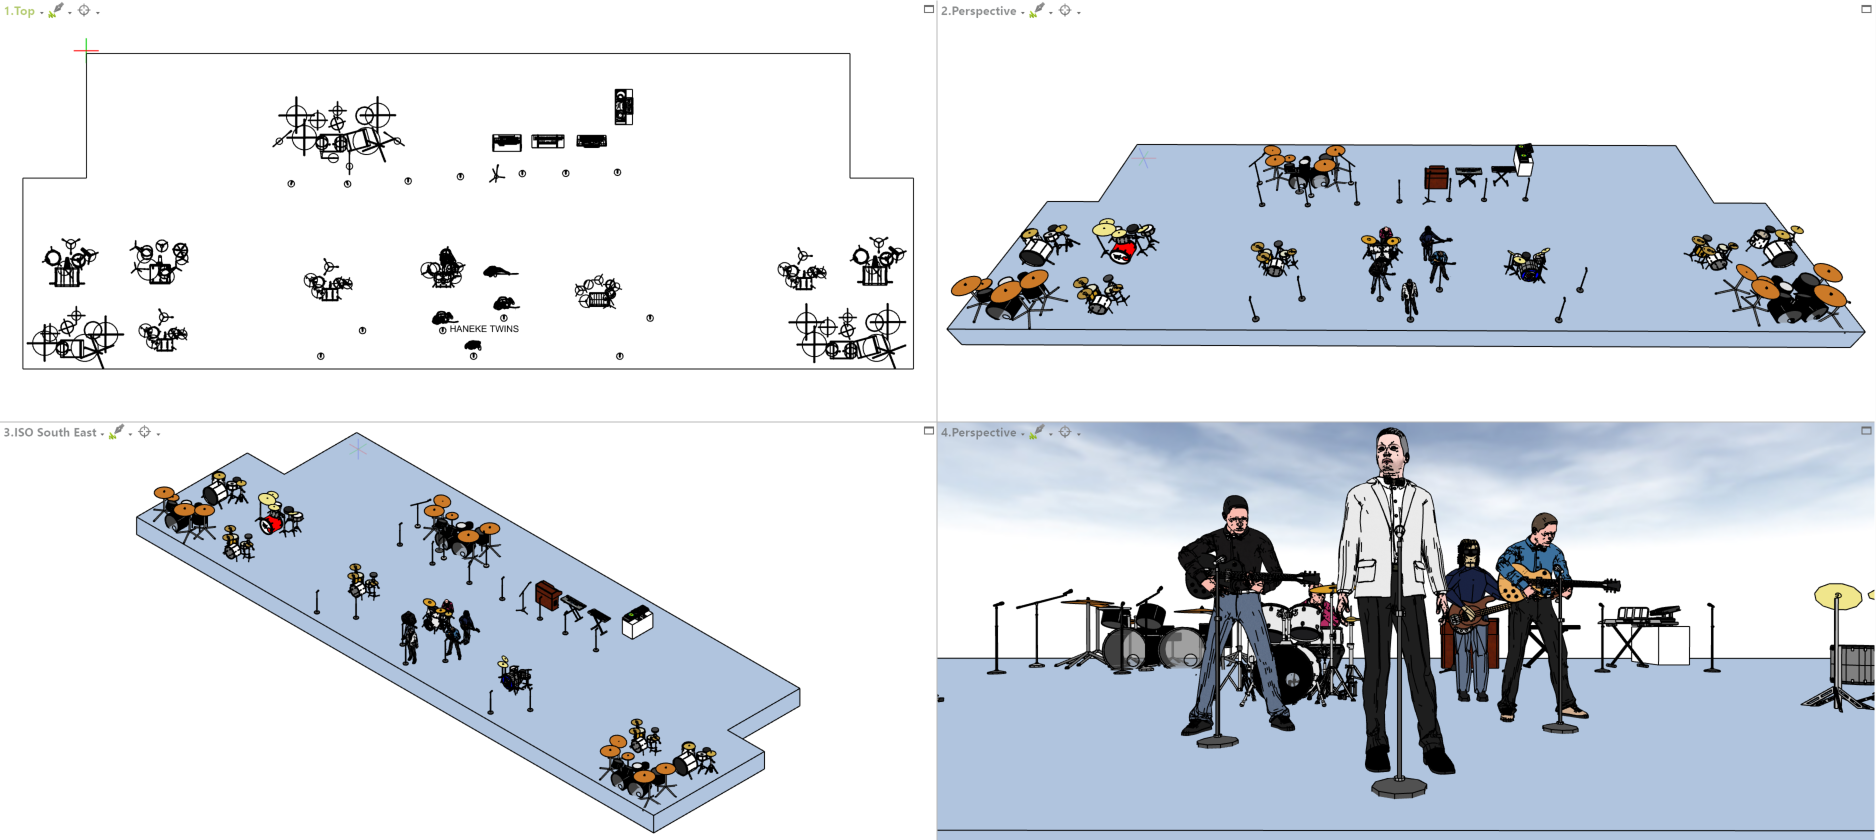 1.Top
2.Perspective
HANEKE TWINS
3.ISO South East
4.Perspective